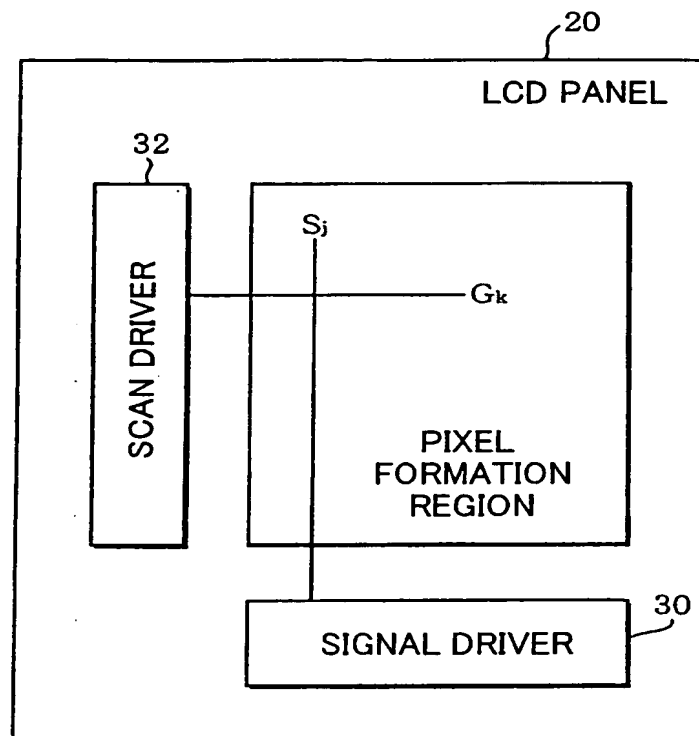 20
LCD PANEL
32
Sj
Gk
SCAN DRIVER
PIXEL
FORMATION
REGION
30
SIGNAL DRIVER